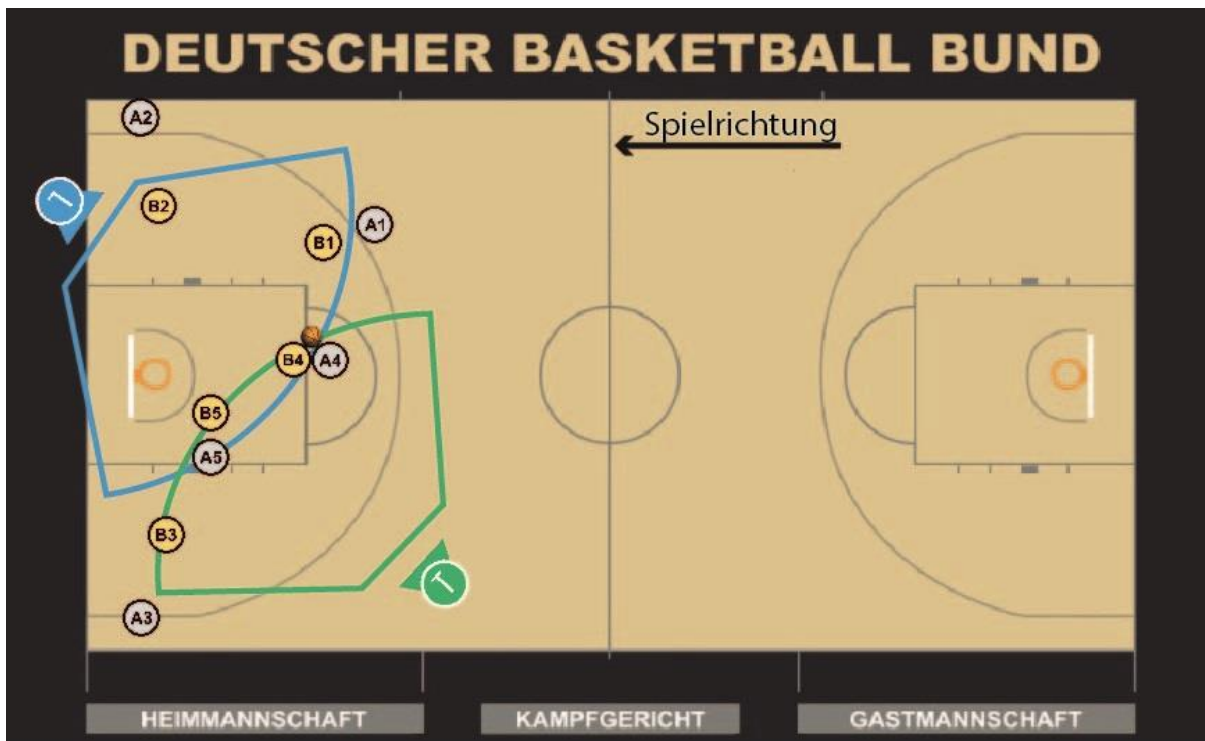 DEUTSCHER BASKETBALL BUND
Spielrichtung
A2
B2
A1
B1
B4
A4
B5
A5
B3
A3
T
HEIMMANNSCHAFT
KAMPFGERICHT
GASTMANNSCHAFT